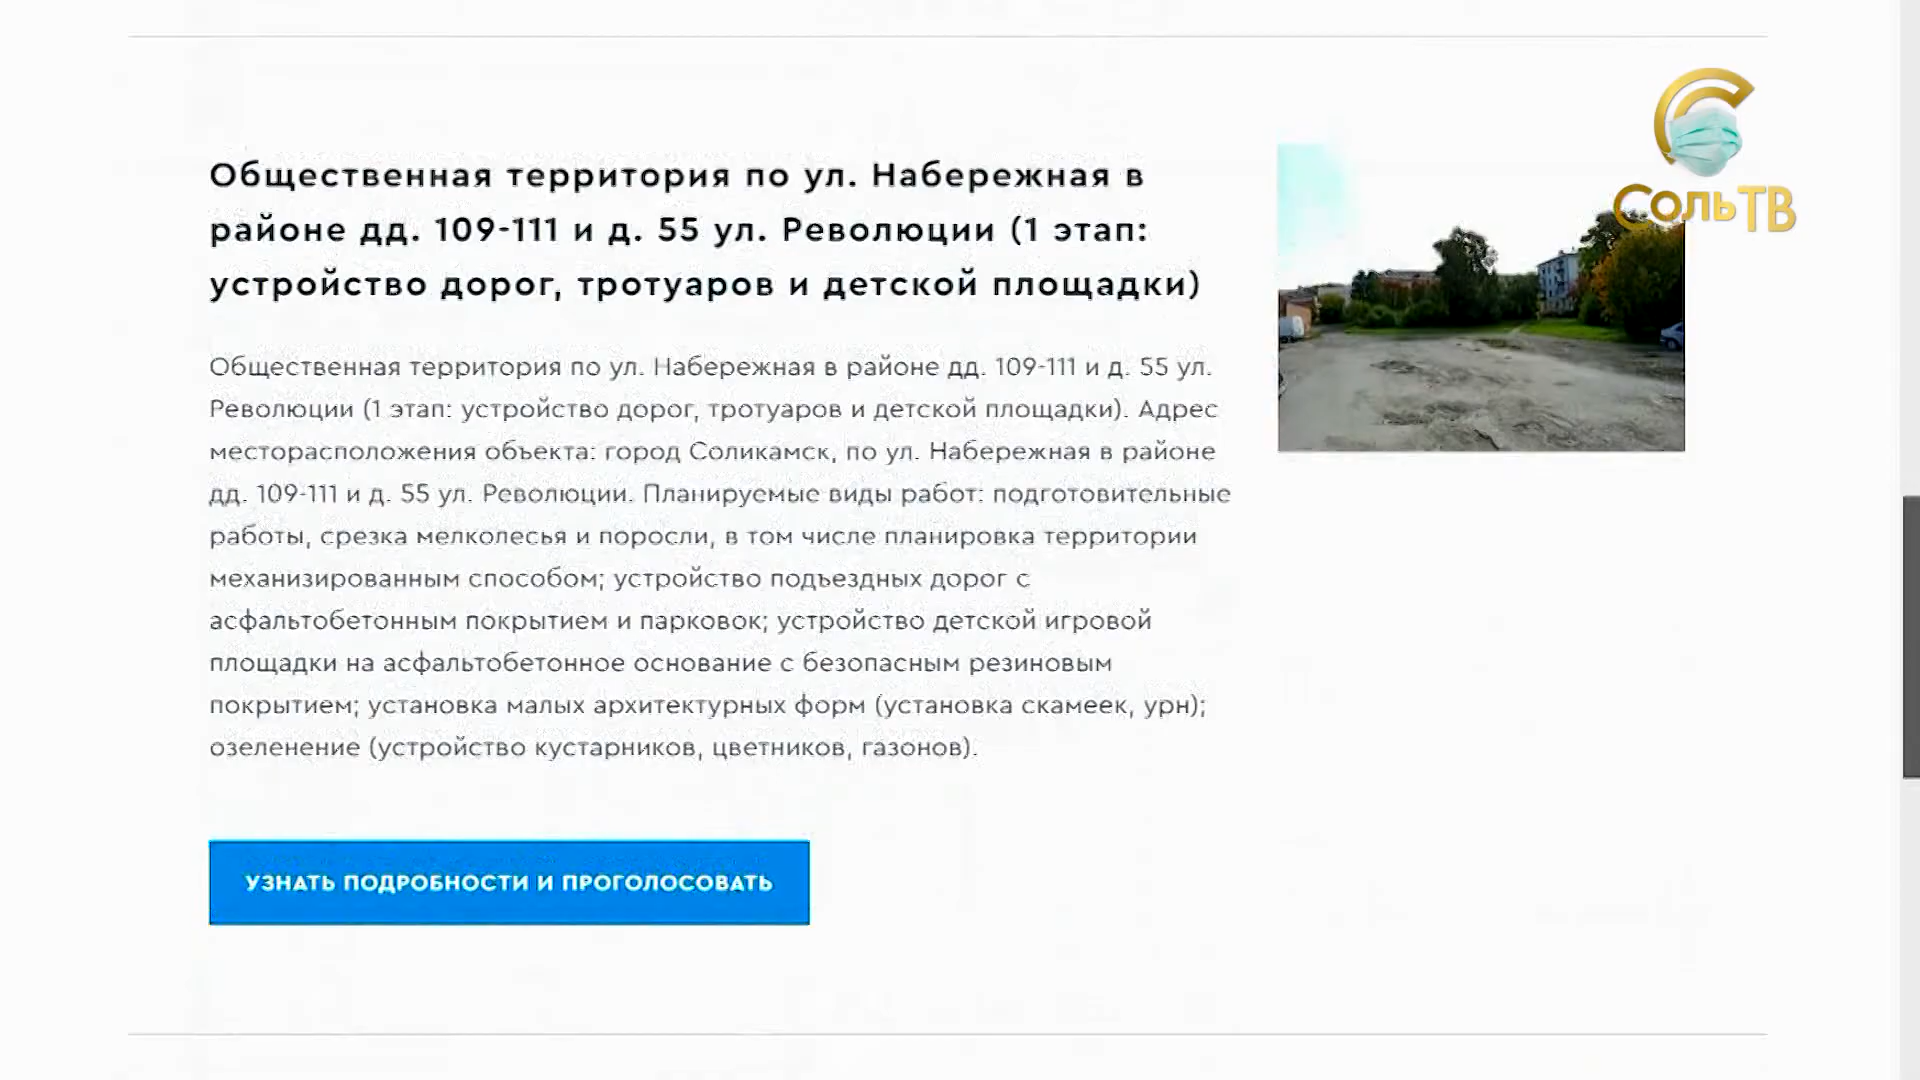 СольТВ
Общественная территория по ул. Набережная в
районе дд. 109-111 и д. 55 ул. Революции (1 этап:
устройство дорог, тротуаров и детской площадки)
Общественная территория по ул. Набережная в районе дд. 109-111 и д. 55 ул.
Революции (1 этап: устройство дорог, тротуаров и детской площадки). Адрес
месторасположения объекта: город Соликамск, по ул. Набережная в районе
дд. 109-111 и д. 55 ул. Революции. Планируемые виды работ: подготовительные
работы, срезка мелколесья и поросли, в том числе планировка территории
механизированным способом; устройство подъездных дорог с
асфальтобетонным покрытием и парковок; устройство детской игровой
площадки на асфальтобетонное основание с безопасным резиновым
покрытием; установка малых архитектурных форм (установка скамеек, урн);
озеленение (устройство кустарников, цветников, газонов).
УЗНАТЬ ПОДРОБНОСТИ И ПРОГОЛОСОВАТЬ